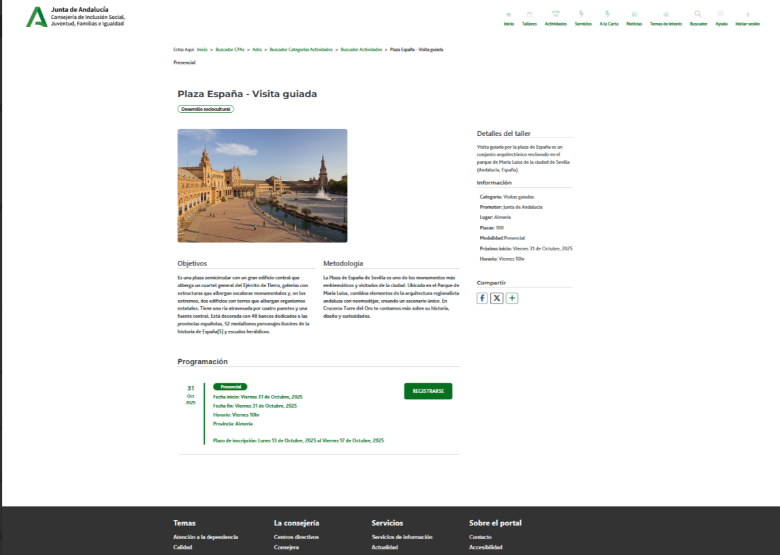 Junta de Andalucía
Consejería de Inclusión Social,
Juventud, Familias e Igualdad
Inicio Talleres Actividades Servicios A la Carta Noticias Temas de Interés Buscador Ayuda Iniciar sesión
Estas Aquí: Inicio > Buscador CPAs > Adra > Buscador Categorías Actividades > Buscador Actividades > Plaza España - Visita guiada
Presencial
Plaza España - Visita guiada
Desarrollo sociocultural
Detalles del taller
Visita guiada por la plaza de España es un
conjunto arquitectónico enclavado en el
parque de María Luisa de la ciudad de Sevilla
(Andalucía, España).
Información
Categoría: Visitas guiadas
Promotor: Junta de Andalucía
Lugar: Almería
Plazas: 100
Modalidad:Presencial
Próximo inicio: Viernes 31 de Octubre, 2025
Horario: Viernes 10hr
Compartir
Objetivos
Es una plaza semicircular con un gran edificio central que
alberga un cuartel general del Ejército de Tierra, galerías con
estructuras que albergan escaleras monumentales y, en los
extremos, dos edificios con torres que albergan organismos
estatales. Tiene una ría atravesada por cuatro puentes y una
fuente central. Está decorada con 48 bancos dedicados a las
provincias españolas, 52 medallones personajes ilustres de la
historia de España[5] y escudos heráldicos.
Metodología
La Plaza de España de Sevilla es uno de los monumentos más
emblemáticos y visitados de la ciudad. Ubicada en el Parque de
María Luisa, combina elementos de la arquitectura regionalista
andaluza con neomudéjar, creando un escenario único. En
Cruceros Torre del Oro te contamos más sobre su historia,
diseño y curiosidades.
Programación
31
Oct
2025
Presencial
Fecha inicio: Viernes 31 de Octubre, 2025
Fecha fin: Viernes 31 de Octubre, 2025
Horario: Viernes 10hr
Provincia: Almería
Plazo de inscripción: Lunes 13 de Octubre, 2025 al Viernes 17 de Octubre, 2025
REGISTRARSE
Temas
Atención a la dependencia
Calidad
La consejería
Centros directivos
Consejera
Servicios
Servicios de información
Actualidad
Sobre el portal
Contacto
Accesibilidad